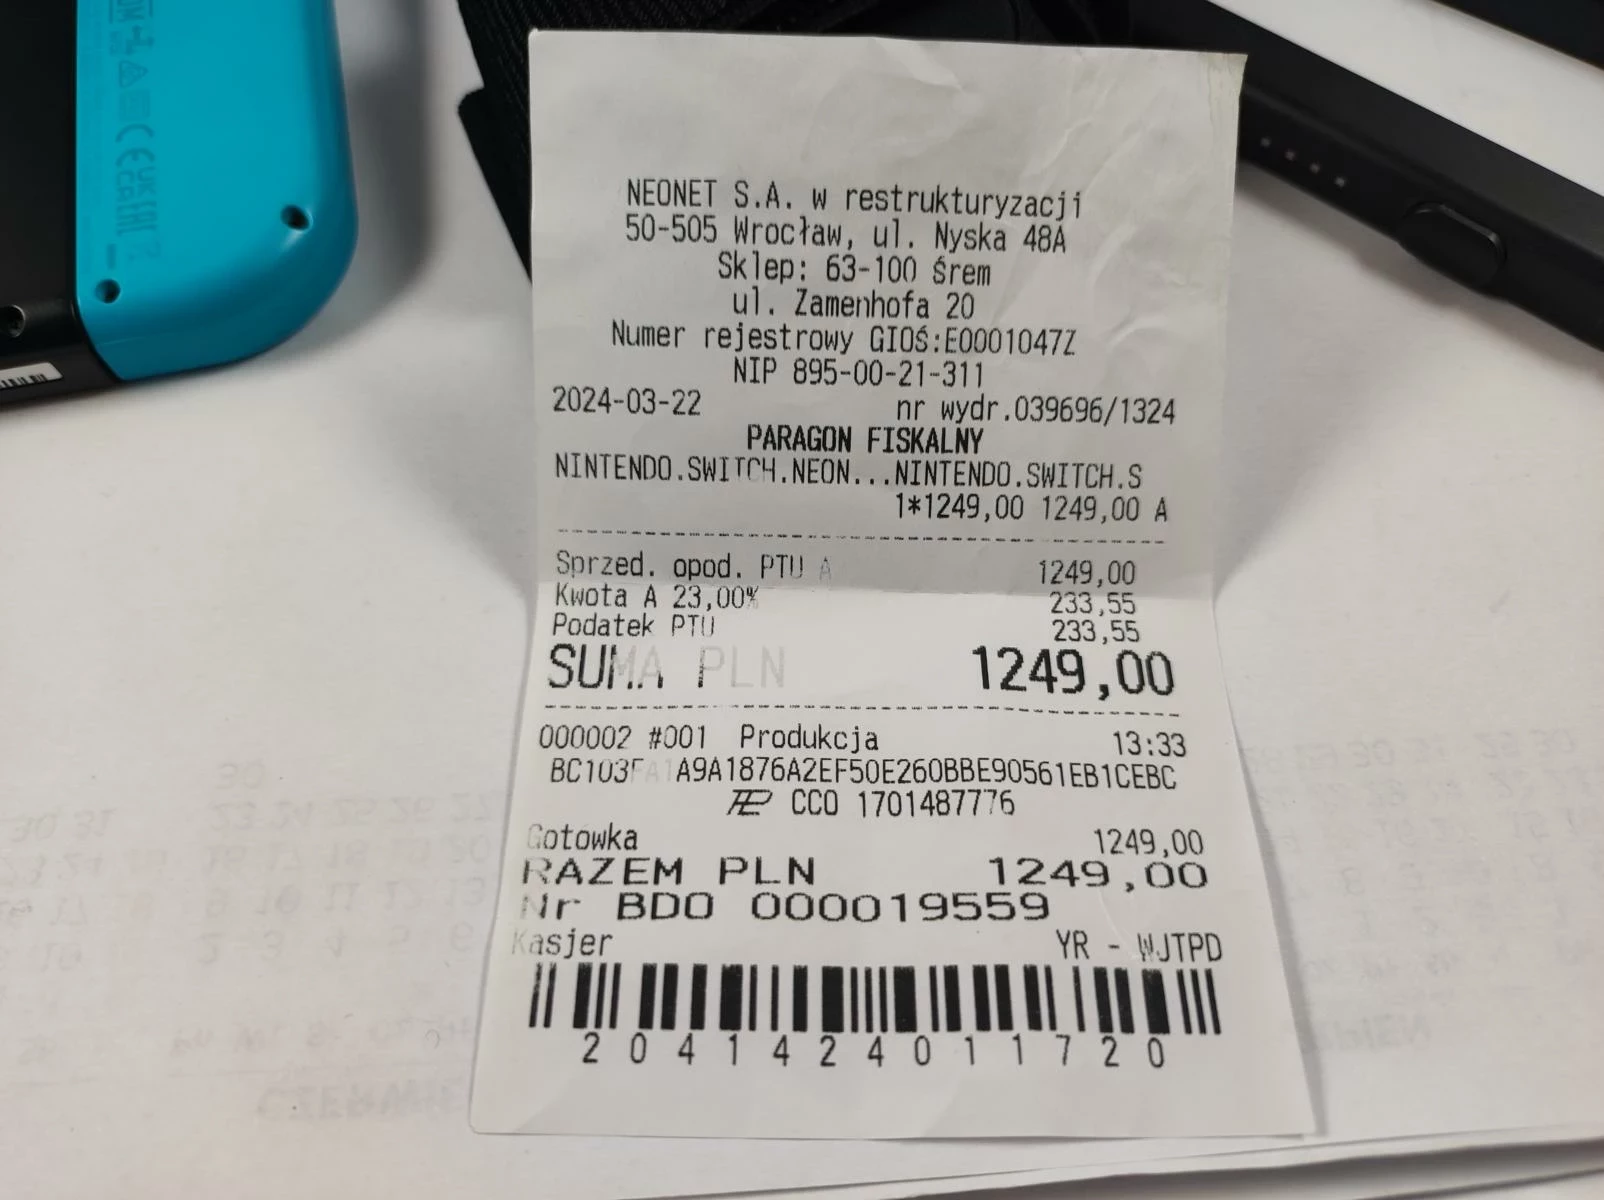 NEONET S.A. w restrukturyzacji
50-505 Wrocław, ul. Nyska 48A
Sklep: 63-100 Śrem
ul. Zamenhofa 20
Numer rejestrowy GIOŚ:E0001047Z
NIP 895-00-21-311
2024-03-22 nr wydr.039696/1324
PARAGON FISKALNY
NINTENDO.SWITCH.NEON...NINTENDO.SWITCH.S
1*1249,00 1249,00 A
Sprzed. opod. PTU A 1249,00
Kwota A 23,00% 233,55
Podatek PTU 233,55
SUMA PLN 1249,00
000002 #001 Produkcja 13:33
A9A1876A2EF50E260BBE90561EB1CEBC
CCO 1701487776
Gotówka 1249,00
RAZEM PLN 1249,00
Nr BDO 000019559
Kasjer YR - WJTPD
2041424011720